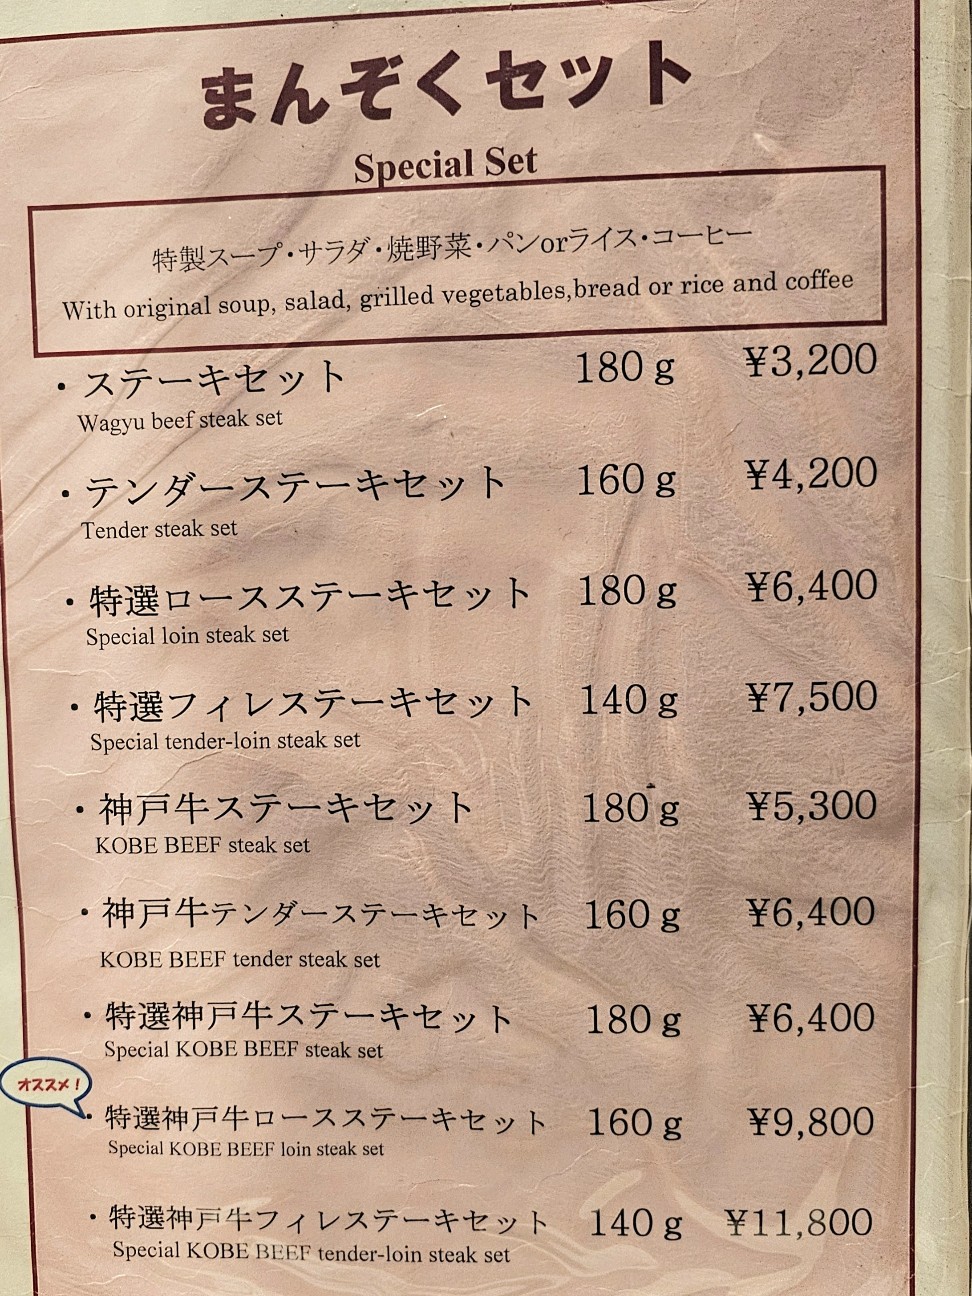 まんぞくセット
Special Set
特製スープ・サラダ・焼野菜・パンorライス・コーヒー
With original soup, salad, grilled vegetables,bread or rice and coffee
・ステーキセット 180g ¥3,200
Wagyu beef steak set
・テンダーステーキセット 160g ¥4,200
Tender steak set
・特選ロースステーキセット 180g ¥6,400
Special loin steak set
・特選フィレステーキセット 140g ¥7,500
Special tender-loin steak set
・神戸牛ステーキセット 180g ¥5,300
KOBE BEEF steak set
・神戸牛テンダーステーキセット 160g ¥6,400
KOBE BEEF tender steak set
・特選神戸牛ステーキセット 180g ¥6,400
Special KOBE BEEF steak set
オススメ!
・特選神戸牛ロースステーキセット 160g ¥9,800
Special KOBE BEEF loin steak set
・特選神戸牛フィレステーキセット 140g ¥11,800
Special KOBE BEEF tender-loin steak set